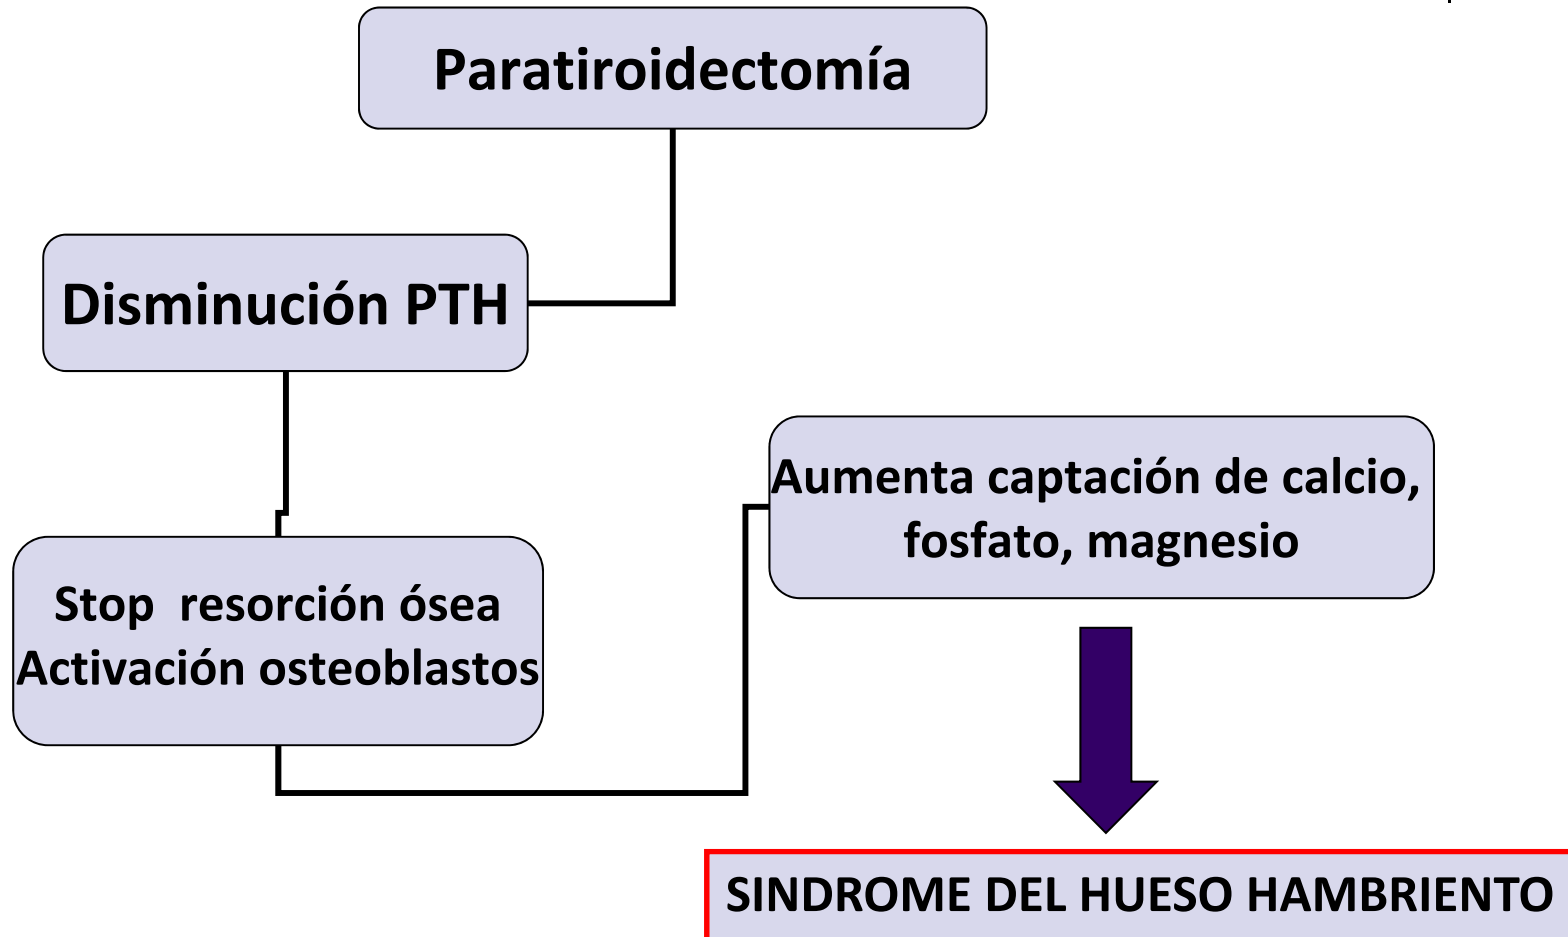 Paratiroidectomía
Disminución PTH
Stop resorción ósea
Activación osteoblastos
Aumenta captación de calcio,
fosfato, magnesio
SINDROME DEL HUESO HAMBRIENTO